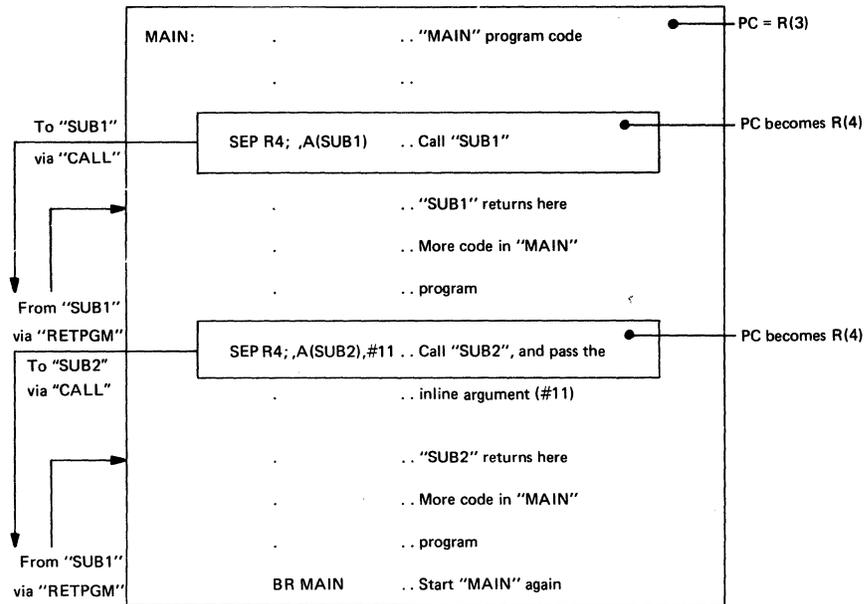 MAIN: . . . "MAIN" program code
PC = R(3)
. . .
To "SUB1"
via "CALL"
SEP R4; ,A(SUB1) . . Call "SUB1"
PC becomes R(4)
. . . "SUB1" returns here
. . . More code in "MAIN"
. . . program
From "SUB1"
via "RETPGM"
SEP R4; ,A(SUB2),#11 . . Call "SUB2", and pass the
PC becomes R(4)
To "SUB2"
via "CALL"
. . . inline argument (#11)
. . . "SUB2" returns here
. . . More code in "MAIN"
. . . program
From "SUB1"
via "RETPGM"
BR MAIN . . Start "MAIN" again